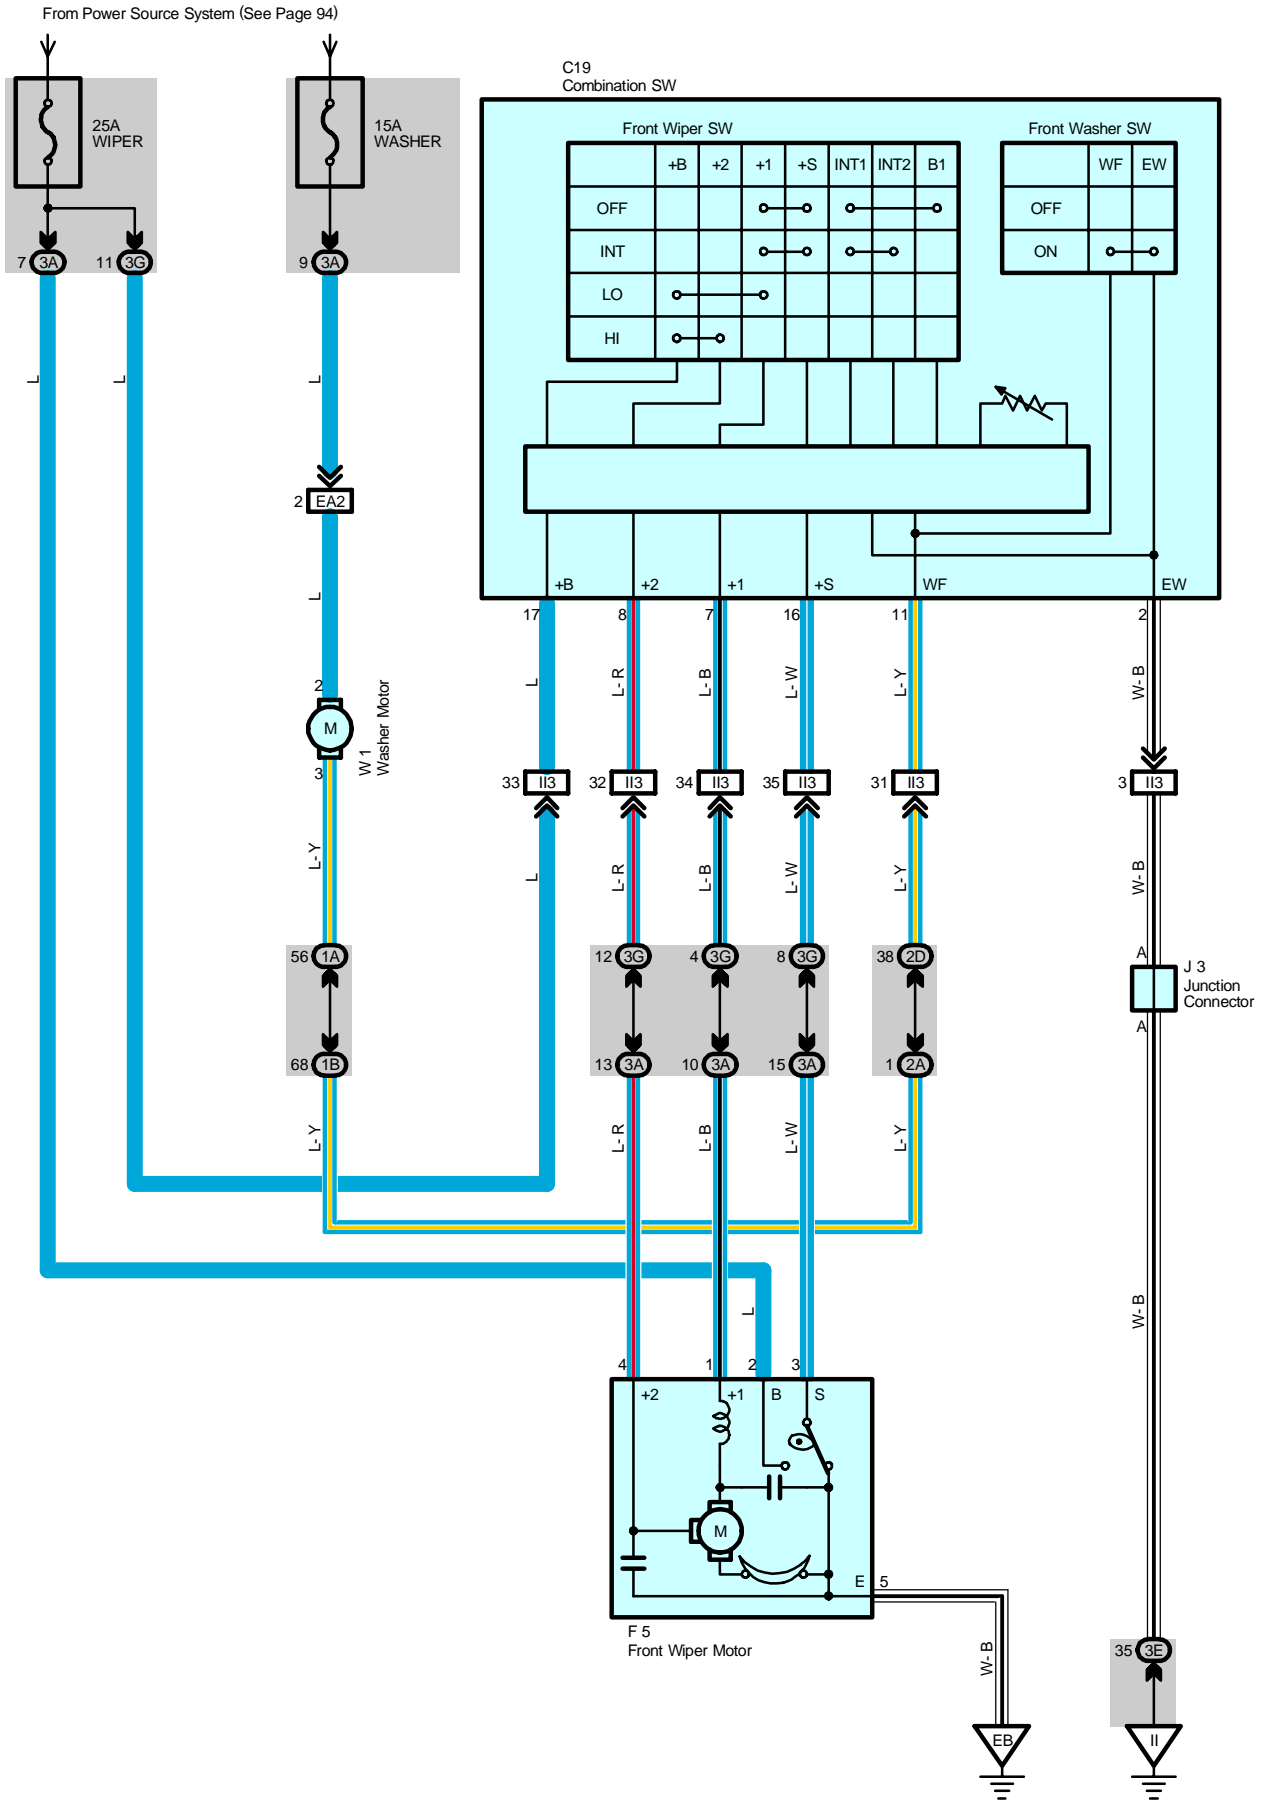 From Power Source System (See Page 94)
25A
WIPER
15A
WASHER
7 3A
11 3G
9 3A
C19
Combination SW
Front Wiper SW
+B +2 +1 +S INT1 INT2 B1
OFF
INT
LO
HI
Front Washer SW
WF EW
OFF
ON
L
L
L
2 EA2
L
+B +2 +1 +S WF EW
17 8 7 16 11 2
L L-R L-B L-W L-Y W-B
2
M
3
W 1
Washer Motor
33 II3
32 II3
34 II3
35 II3
31 II3
3 II3
L-Y L L-R L-B L-W L-Y W-B
56 1A
12 3G
4 3G
8 3G
38 2D
A
J 3
Junction
Connector
A
68 1B
13 3A
10 3A
15 3A
1 2A
L-Y L-R L-B L-W L-Y
L
W-B
4 1 2 3
+2 +1 B S
M
E 5
F 5
Front Wiper Motor
W-B
35 3E
EB
II